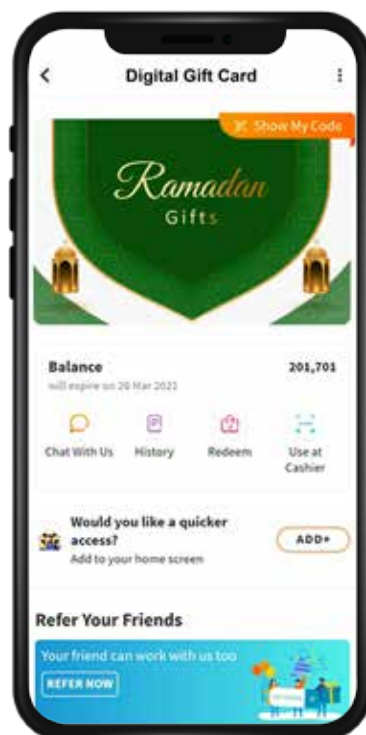 Digital Gift Card
Show My Code
Ramadan
Gifts
Balance
201,701
will expire on 26 Mar 2021
Chat With Us
History
Redeem
Use at
Cashier
Would you like a quicker
access?
ADD+
Add to your home screen
Refer Your Friends
Your friend can work with us too
REFER NOW